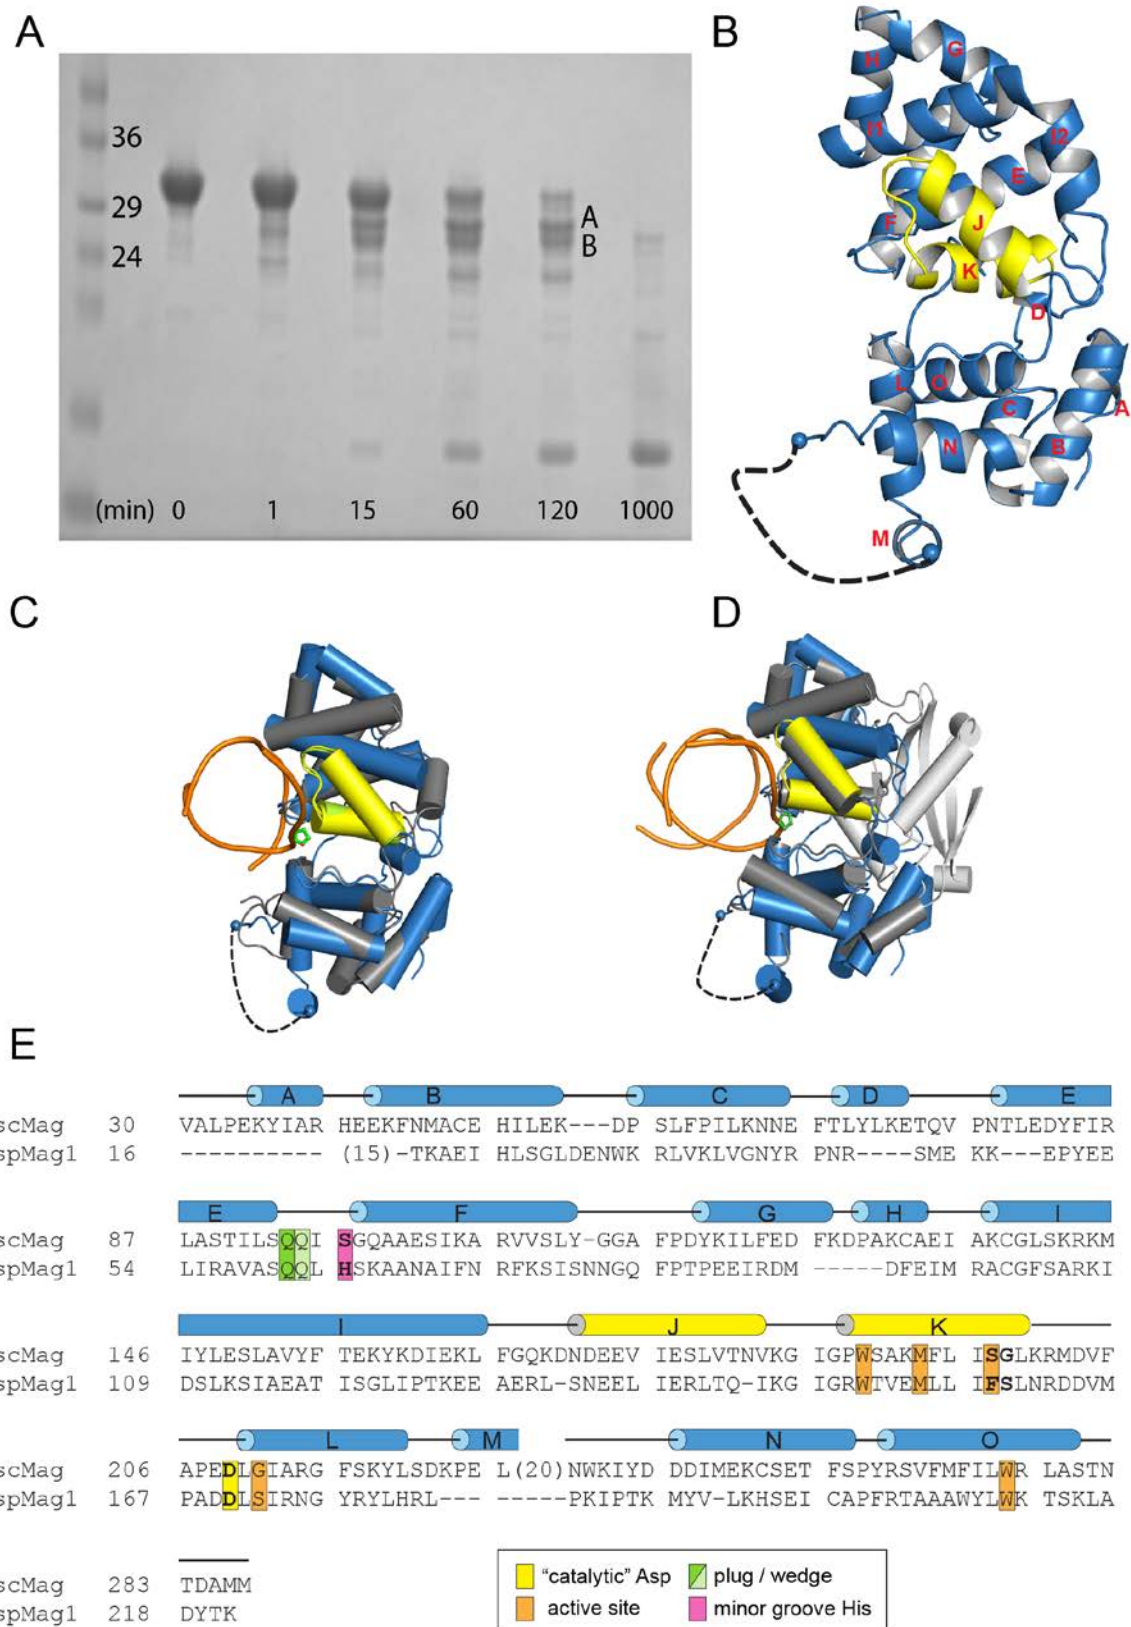 A
36
29
24
A
B
(min) 0 1 15 60 120 1000
B
H
G
I1
I2
E
F
J
K
D
L
O
C
A
N
B
M
C
D
E
A B C D E
scMag 30 VALPEKYIAR HEEKFNMACE HILEK---DP SLFPILKNNE FTLYLKETQV PNTLEDYFIR
spMag1 16 ---------- (15)-TKAEI HLSGLDENWK RLVKLVGNYR PNR----SME KK---EPYEE
E F G H I
scMag 87 LASTILSQQI SGQAAESIKA RVVSLY-GGA FPDYKILFED FKDPAKCAEI AKCGLSKRKM
spMag1 54 LIRAVASQQL HSKAANAIFN RFKSISNNGQ FPTPEEIRDM -----DFEIM RACGFSARKI
I J K
scMag 146 IYLESLAVYF TEKYKDIEKL FGQKDNDEEV IESLVTNVKG IGPWSAKMFL ISGLKRMDVF
spMag1 109 DSLKSIAEAT ISGLIPTKEE AERL-SNEEL IERLTQ-IKG IGRWTVEMLL IFSLNRDDVM
L M N O
scMag 206 APEDLGIARG FSKYLSDKPE L(20)NWKIYD DDIMEKCSET FSPYRSVFMFILWR LASTN
spMag1 167 PADDLSIRNG YRYLHRL--- ------PKIPTK MYV-LKHSEI CAPFRTAAAWYLWK TSKLA
scMag 283 TDAMM
spMag1 218 DYTK
"catalytic" Asp plug / wedge
active site minor groove His